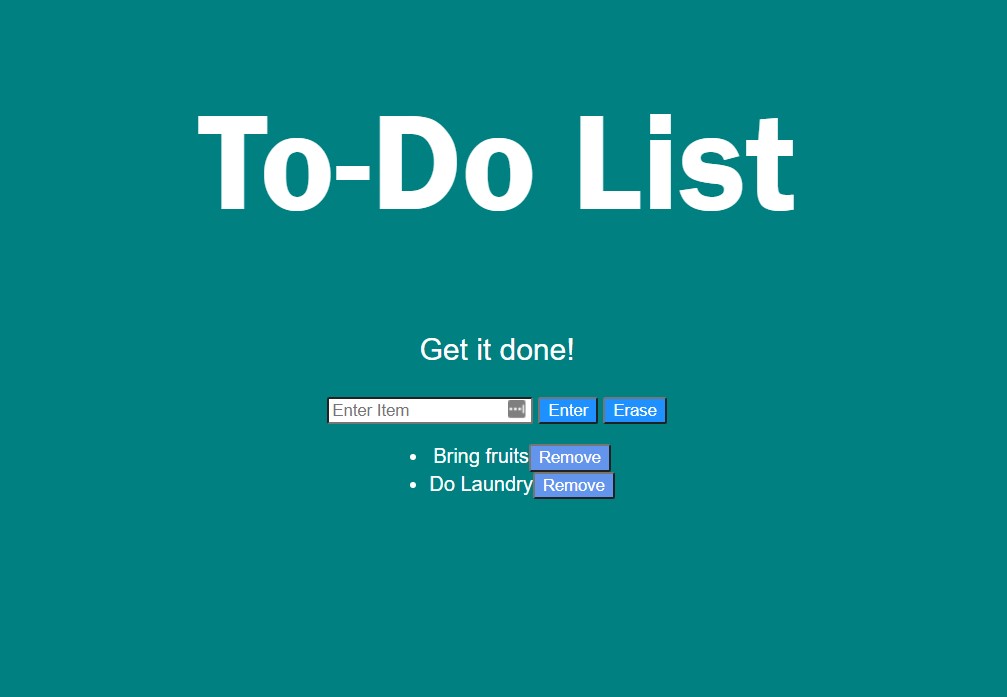 To-Do List
Get it done!
Enter Item Enter Erase
Bring fruits Remove
Do Laundry Remove